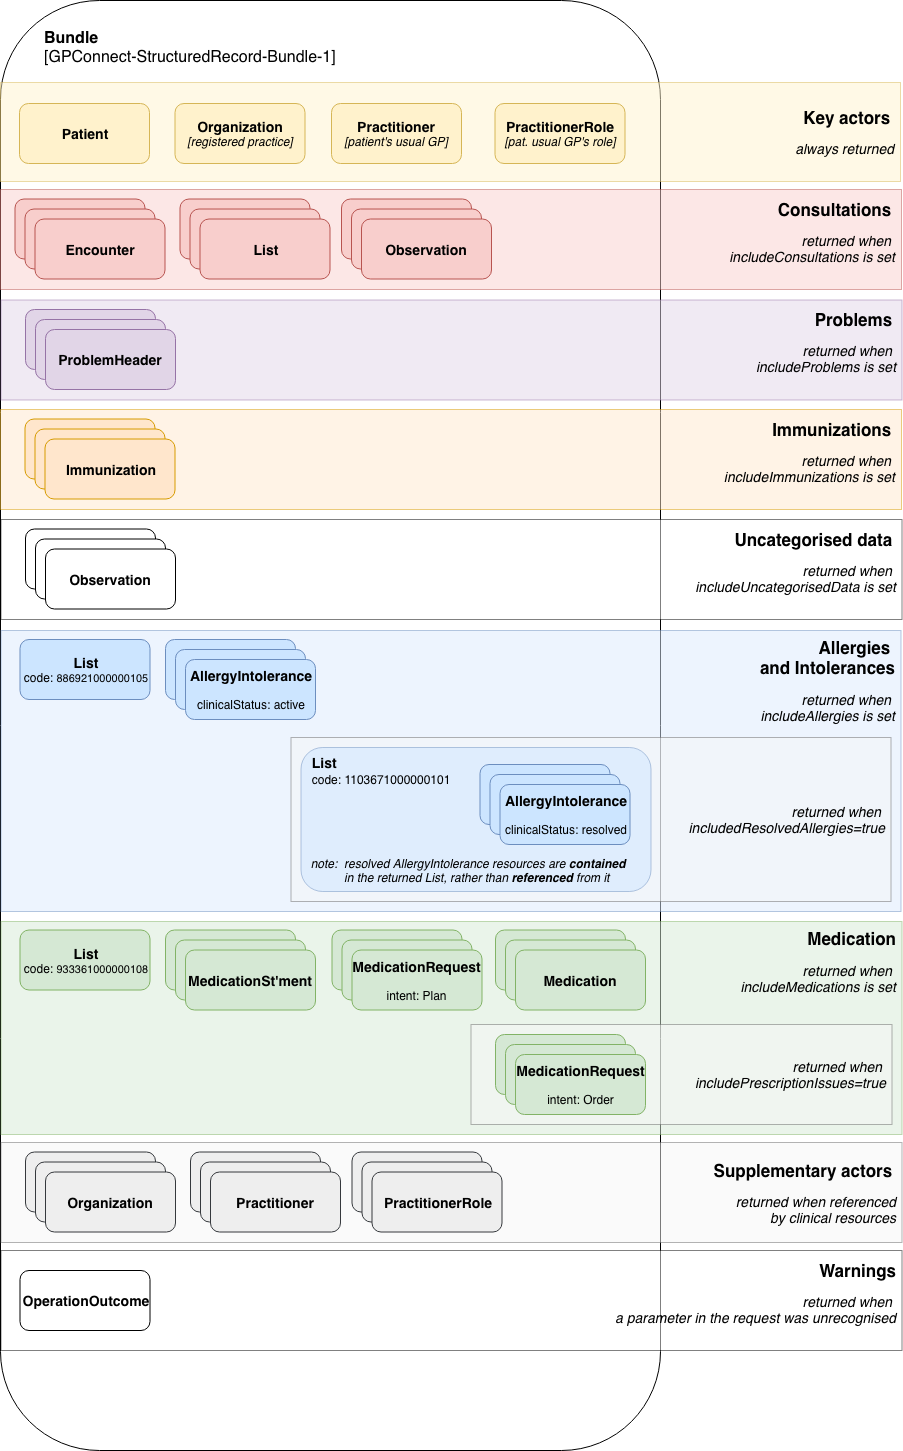 Bundle
[GPConnect-StructuredRecord-Bundle-1]
Patient
Organization
[registered practice]
Practitioner
[patient's usual GP]
PractitionerRole
[pat. usual GP's role]
Key actors
always returned
Encounter
List
Observation
Consultations
returned when
includeConsultations is set
ProblemHeader
Problems
returned when
includeProblems is set
Immunization
Immunizations
returned when
includeImmunizations is set
Observation
Uncategorised data
returned when
includeUncategorisedData is set
List
code: 886921000000105
AllergyIntolerance
clinicalStatus: active
Allergies
and Intolerances
returned when
includeAllergies is set
List
code: 1103671000000101
AllergyIntolerance
clinicalStatus: resolved
note: resolved AllergyIntolerance resources are contained
in the returned List, rather than referenced from it
returned when
includedResolvedAllergies=true
List
code: 933361000000108
MedicationSt'ment
MedicationRequest
intent: Plan
Medication
Medication
returned when
includeMedications is set
MedicationRequest
intent: Order
returned when
includePrescriptionIssues=true
Organization
Practitioner
PractitionerRole
Supplementary actors
returned when referenced
by clinical resources
OperationOutcome
Warnings
returned when
a parameter in the request was unrecognised